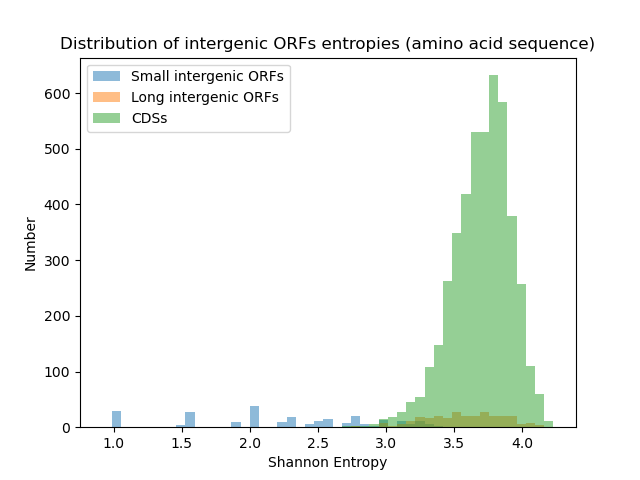 Distribution of intergenic ORFs entropies (amino acid sequence)
Small intergenic ORFs
Long intergenic ORFs
CDSs
600
500
400
300
200
100
0
Number
1.0 1.5 2.0 2.5 3.0 3.5 4.0
Shannon Entropy